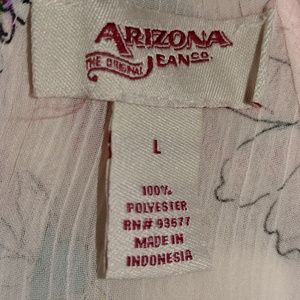 ARIZONA
THE ORIGINAL JEAN CO.
L
100%
POLYESTER
RN# 93677
MADE IN
INDONESIA